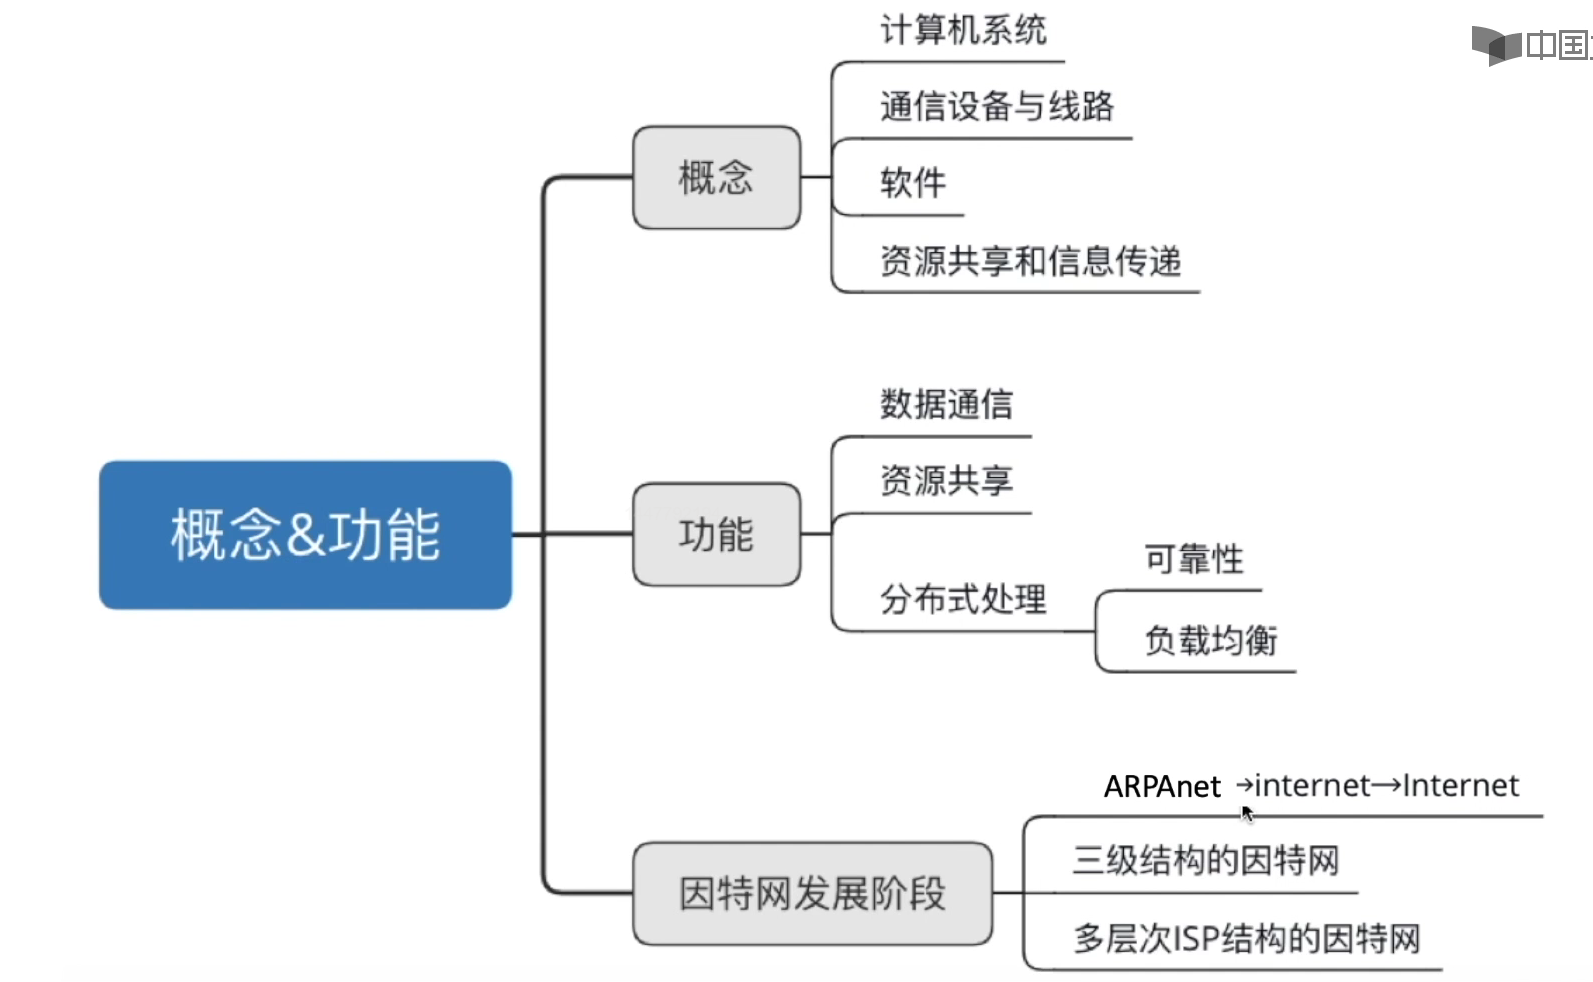 计算机系统
中国
通信设备与线路
概念
软件
资源共享和信息传递
数据通信
资源共享
概念&功能
功能
可靠性
分布式处理
负载均衡
ARPAnet →internet→Internet
三级结构的因特网
因特网发展阶段
多层次ISP结构的因特网